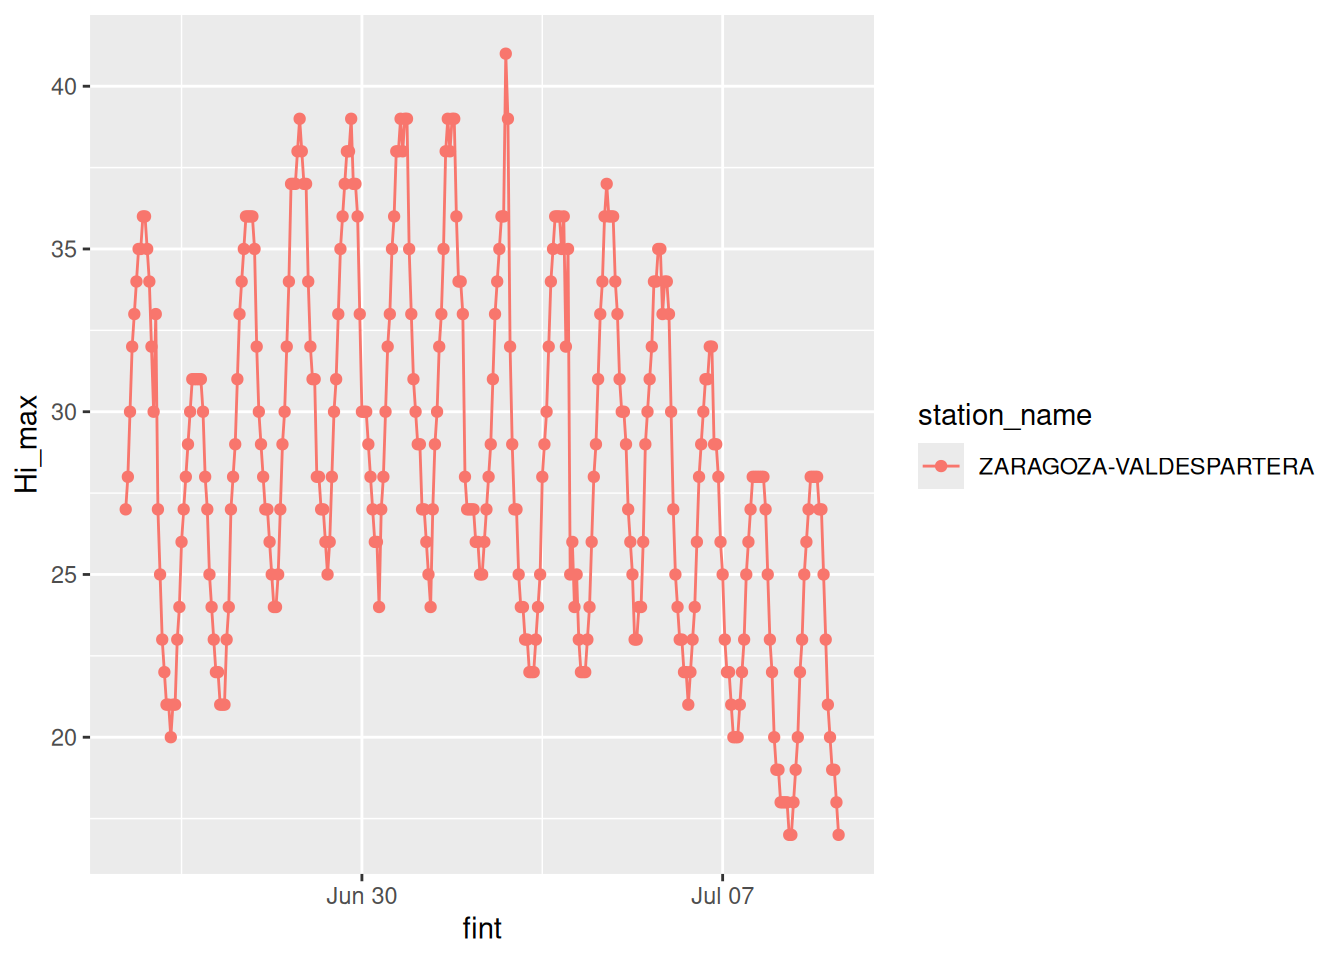 40
35
30
25
20
Hi_max
Jun 30
Jul 07
fint
station_name
ZARAGOZA-VALDESPARTERA